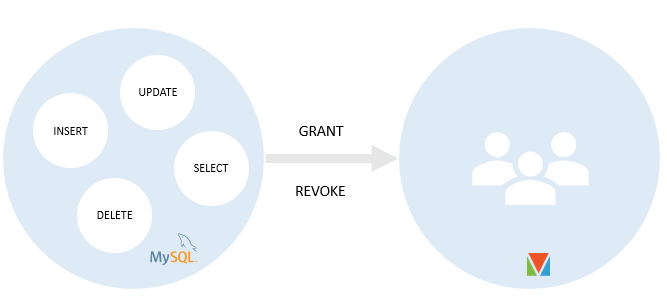 UPDATE
INSERT
SELECT
DELETE
MySQL
GRANT
REVOKE